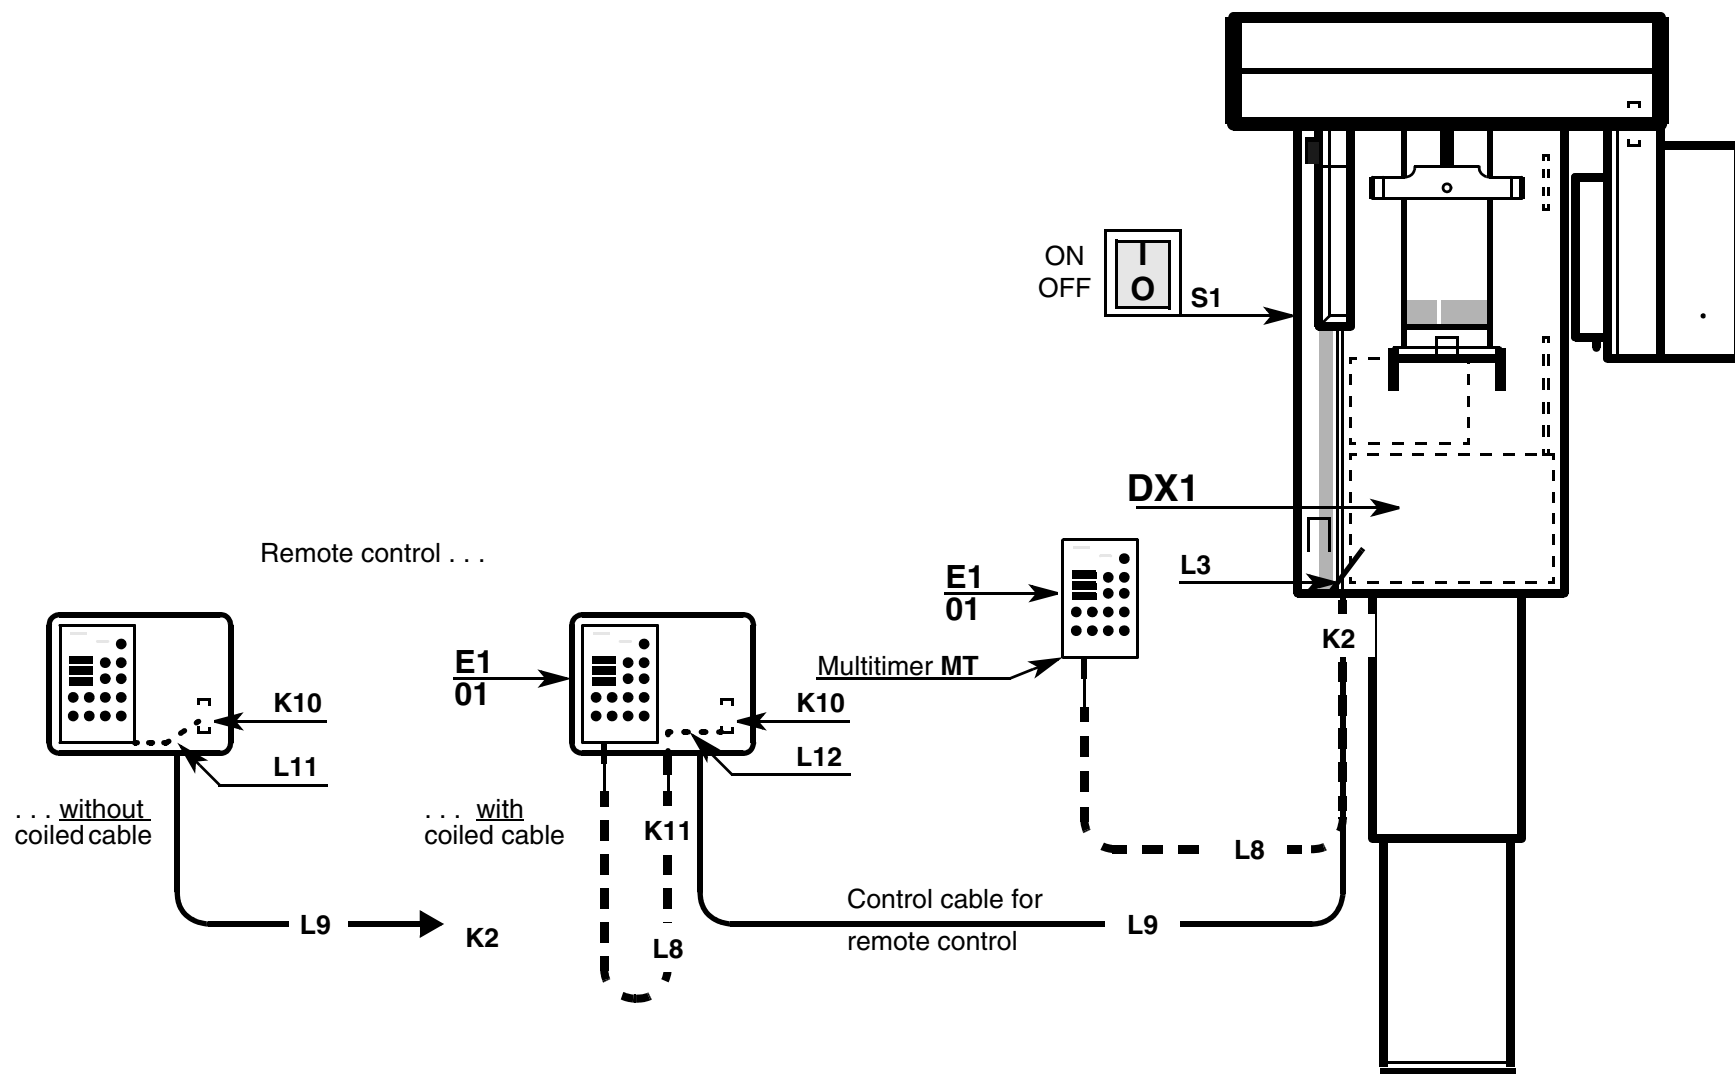 ON
OFF
I
O
S1
DX1
L3
Remote control . . .
E1
01
Multitimer MT
K2
E1
01
K10
L11
K10
L12
. . . without
coiled cable
. . . with
coiled cable
K11
L8
L9
K2
L8
Control cable for
remote control
L9